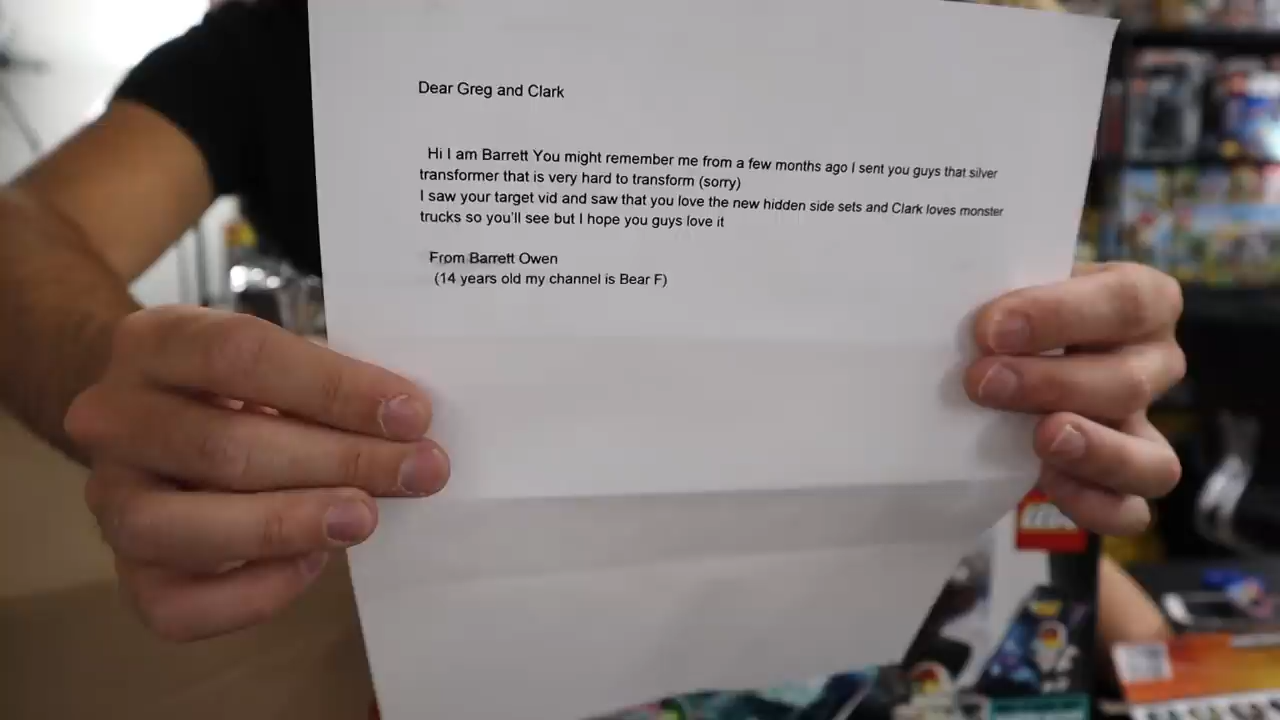 Dear Greg and Clark
Hi I am Barrett You might remember me from a few months ago I sent you guys that silver
transformer that is very hard to transform (sorry)
I saw your target vid and saw that you love the new hidden side sets and Clark loves monster
trucks so you'll see but I hope you guys love it
From Barrett Owen
(14 years old my channel is Bear F)
LEGO